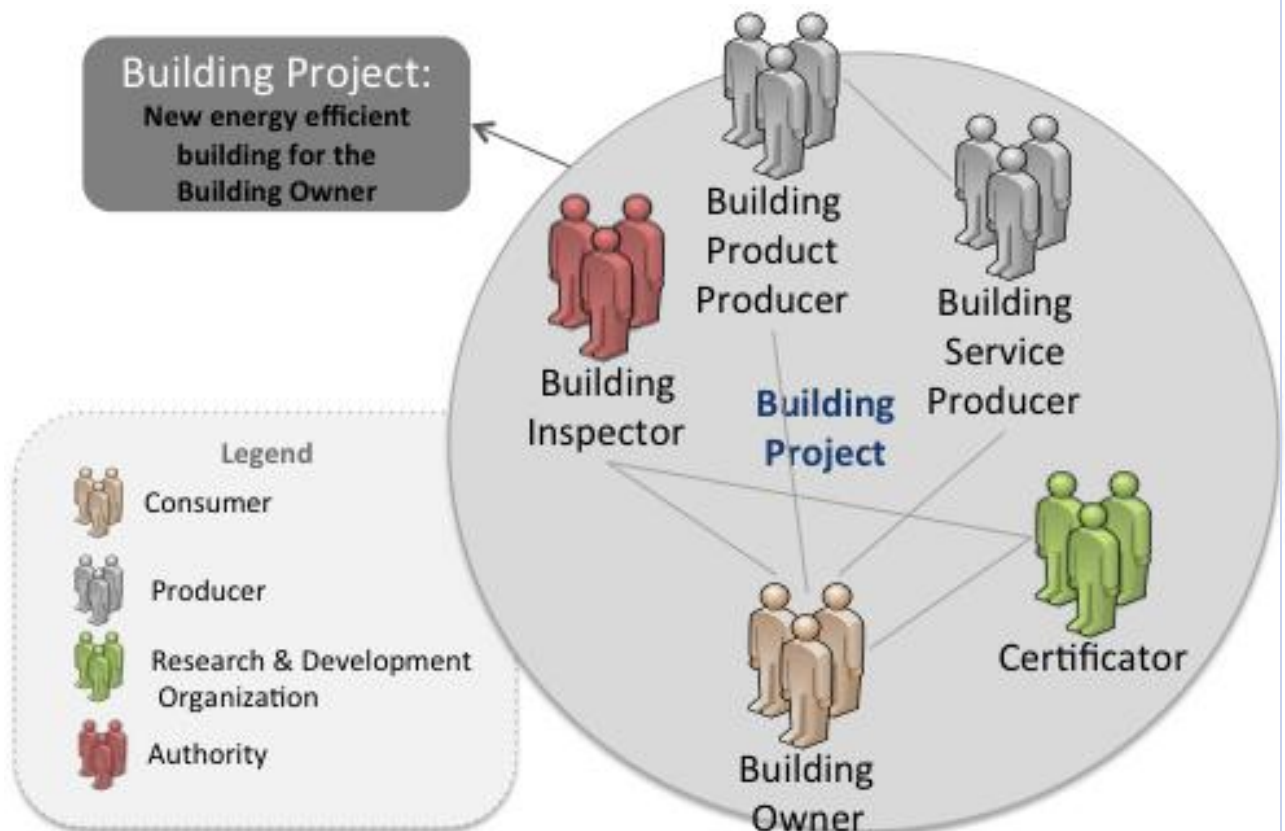 Building Project:
New energy efficient
building for the
Building Owner
Building
Product
Producer
Building
Service
Producer
Building
Inspector
Building
Project
Certificator
Building
Owner
Legend
Consumer
Producer
Research & Development
Organization
Authority